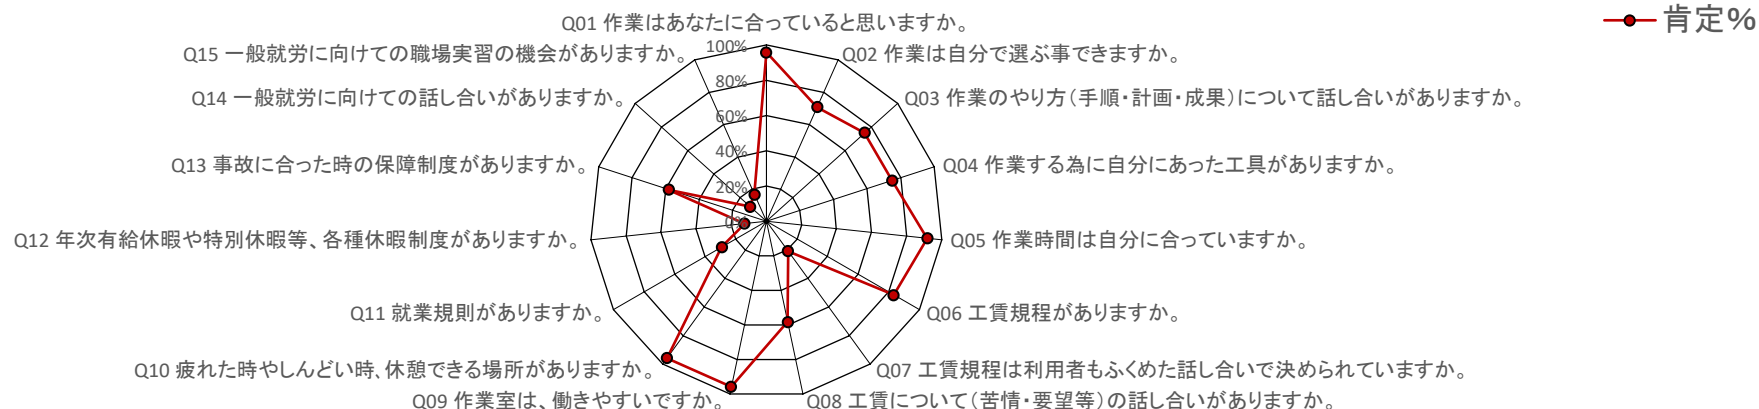 Q01 作業はあなたに合っていると思いますか。
肯定%
Q15 一般就労に向けての職場実習の機会がありますか。
100%
Q02 作業は自分で選ぶ事できますか。
80%
Q14 一般就労に向けての話し合いがありますか。
Q03 作業のやり方（手順・計画・成果）について話し合いがありますか。
60%
Q13 事故に合った時の保障制度がありますか。
40%
Q04 作業する為に自分にあった工具がありますか。
20%
0%
Q12 年次有給休暇や特別休暇等、各種休暇制度がありますか。
Q05 作業時間は自分に合っていますか。
Q11 就業規則がありますか。
Q06 工賃規程がありますか。
Q10 疲れた時やしんどい時、休憩できる場所がありますか。
Q07 工賃規程は利用者もふくめた話し合いで決められていますか。
Q09 作業室は、働きやすいですか。
Q08 工賃について（苦情・要望等）の話し合いがありますか。